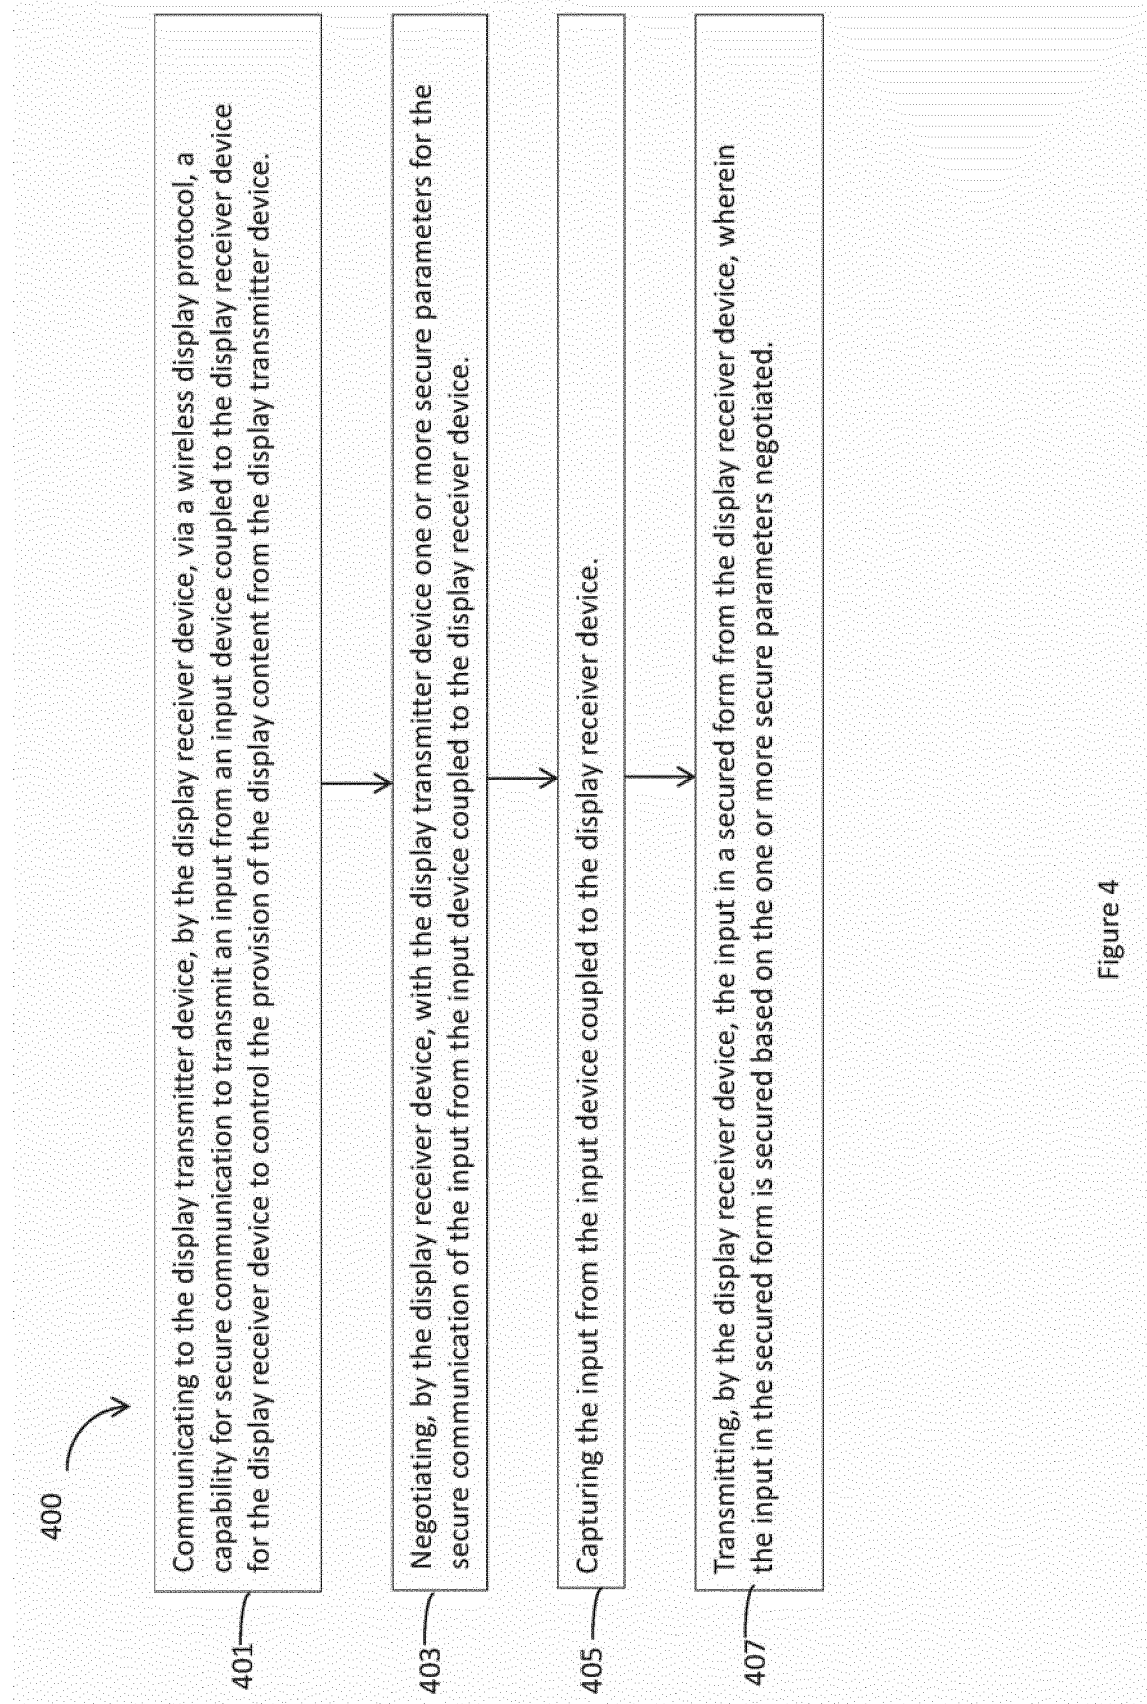 400
401
Communicating to the display transmitter device, by the display receiver device, via a wireless display protocol, a
capability for secure communication to transmit an input from an input device coupled to the display receiver device
for the display receiver device to control the provision of the display content from the display transmitter device.
403
Negotiating, by the display receiver device, with the display transmitter device one or more secure parameters for the
secure communication of the input from the input device coupled to the display receiver device.
405
Capturing the input from the input device coupled to the display receiver device.
407
Transmitting, by the display receiver device, the input in a secured form from the display receiver device, wherein
the input in the secured form is secured based on the one or more secure parameters negotiated.
Figure 4